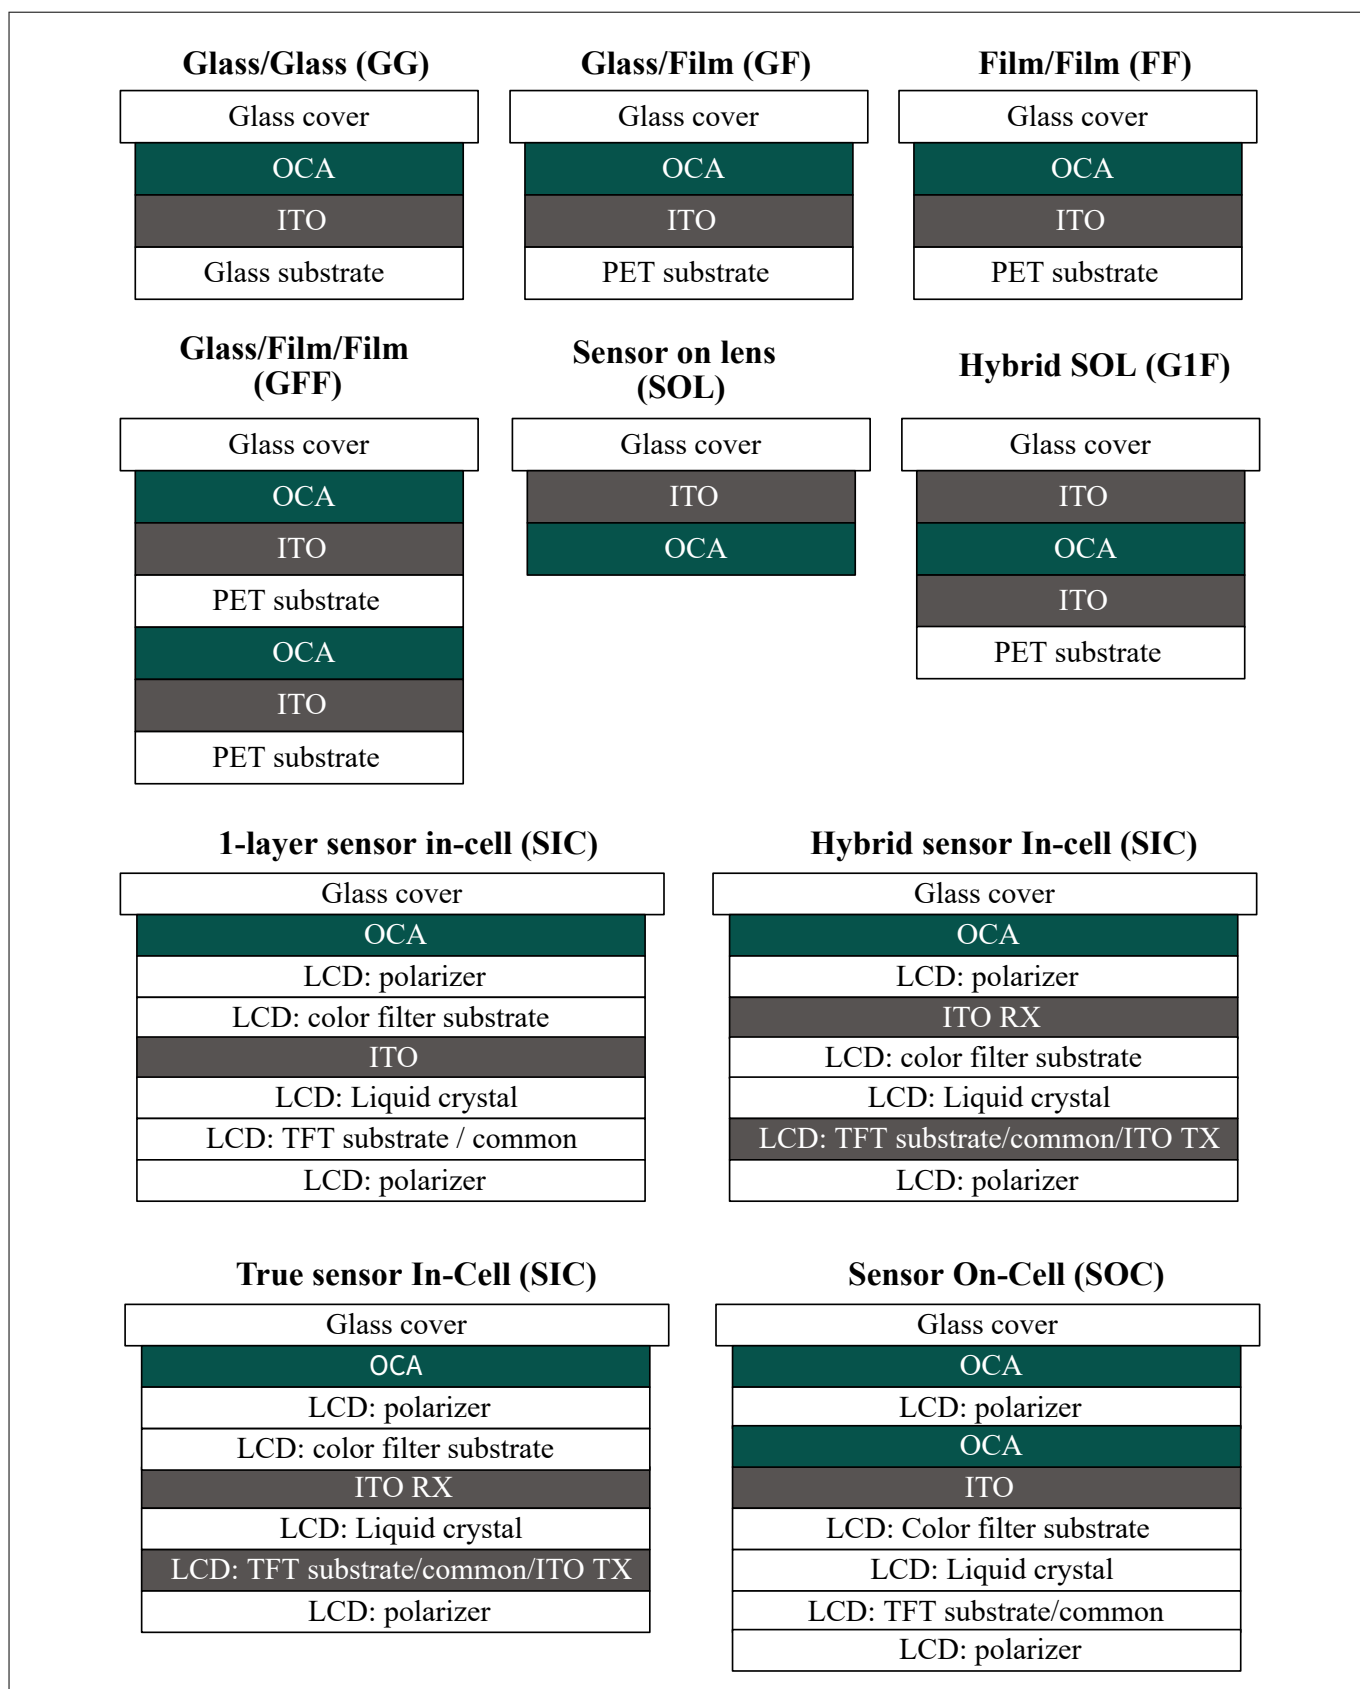 Glass/Glass (GG)
Glass cover
OCA
ITO
Glass substrate
Glass/Film (GF)
Glass cover
OCA
ITO
PET substrate
Film/Film (FF)
Glass cover
OCA
ITO
PET substrate
Glass/Film/Film
(GFF)
Glass cover
OCA
ITO
PET substrate
OCA
ITO
PET substrate
Sensor on lens
(SOL)
Glass cover
ITO
OCA
Hybrid SOL (G1F)
Glass cover
ITO
OCA
ITO
PET substrate
1-layer sensor in-cell (SIC)
Glass cover
OCA
LCD: polarizer
LCD: color filter substrate
ITO
LCD: Liquid crystal
LCD: TFT substrate / common
LCD: polarizer
Hybrid sensor In-cell (SIC)
Glass cover
OCA
LCD: polarizer
ITO RX
LCD: color filter substrate
LCD: Liquid crystal
LCD: TFT substrate/common/ITO TX
LCD: polarizer
True sensor In-Cell (SIC)
Glass cover
OCA
LCD: polarizer
LCD: color filter substrate
ITO RX
LCD: Liquid crystal
LCD: TFT substrate/common/ITO TX
LCD: polarizer
Sensor On-Cell (SOC)
Glass cover
OCA
LCD: polarizer
OCA
ITO
LCD: Color filter substrate
LCD: Liquid crystal
LCD: TFT substrate/common
LCD: polarizer